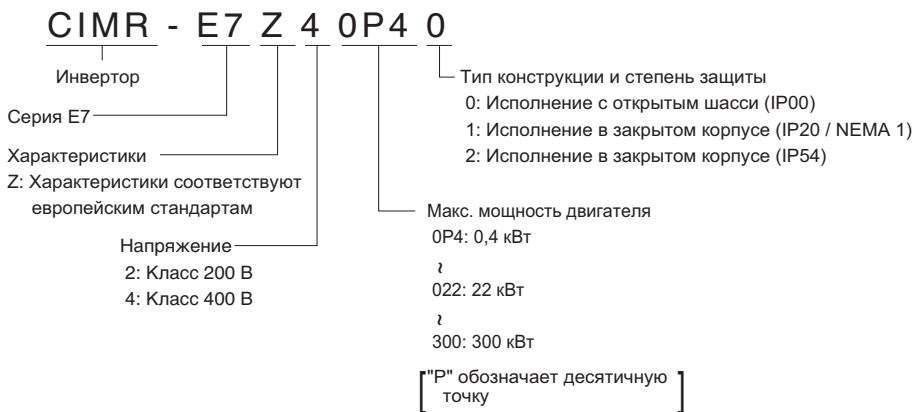 CIMR - E7 Z 4 0P4 0
Инвертор
Серия E7
Характеристики
Z: Характеристики соответствуют
европейским стандартам
Напряжение
2: Класс 200 В
4: Класс 400 В
Тип конструкции и степень защиты
0: Исполнение с открытым шасси (IP00)
1: Исполнение в закрытом корпусе (IP20 / NEMA 1)
2: Исполнение в закрытом корпусе (IP54)
Макс. мощность двигателя
0P4: 0,4 кВт
~
022: 22 кВт
~
300: 300 кВт
["P" обозначает десятичную
точку]